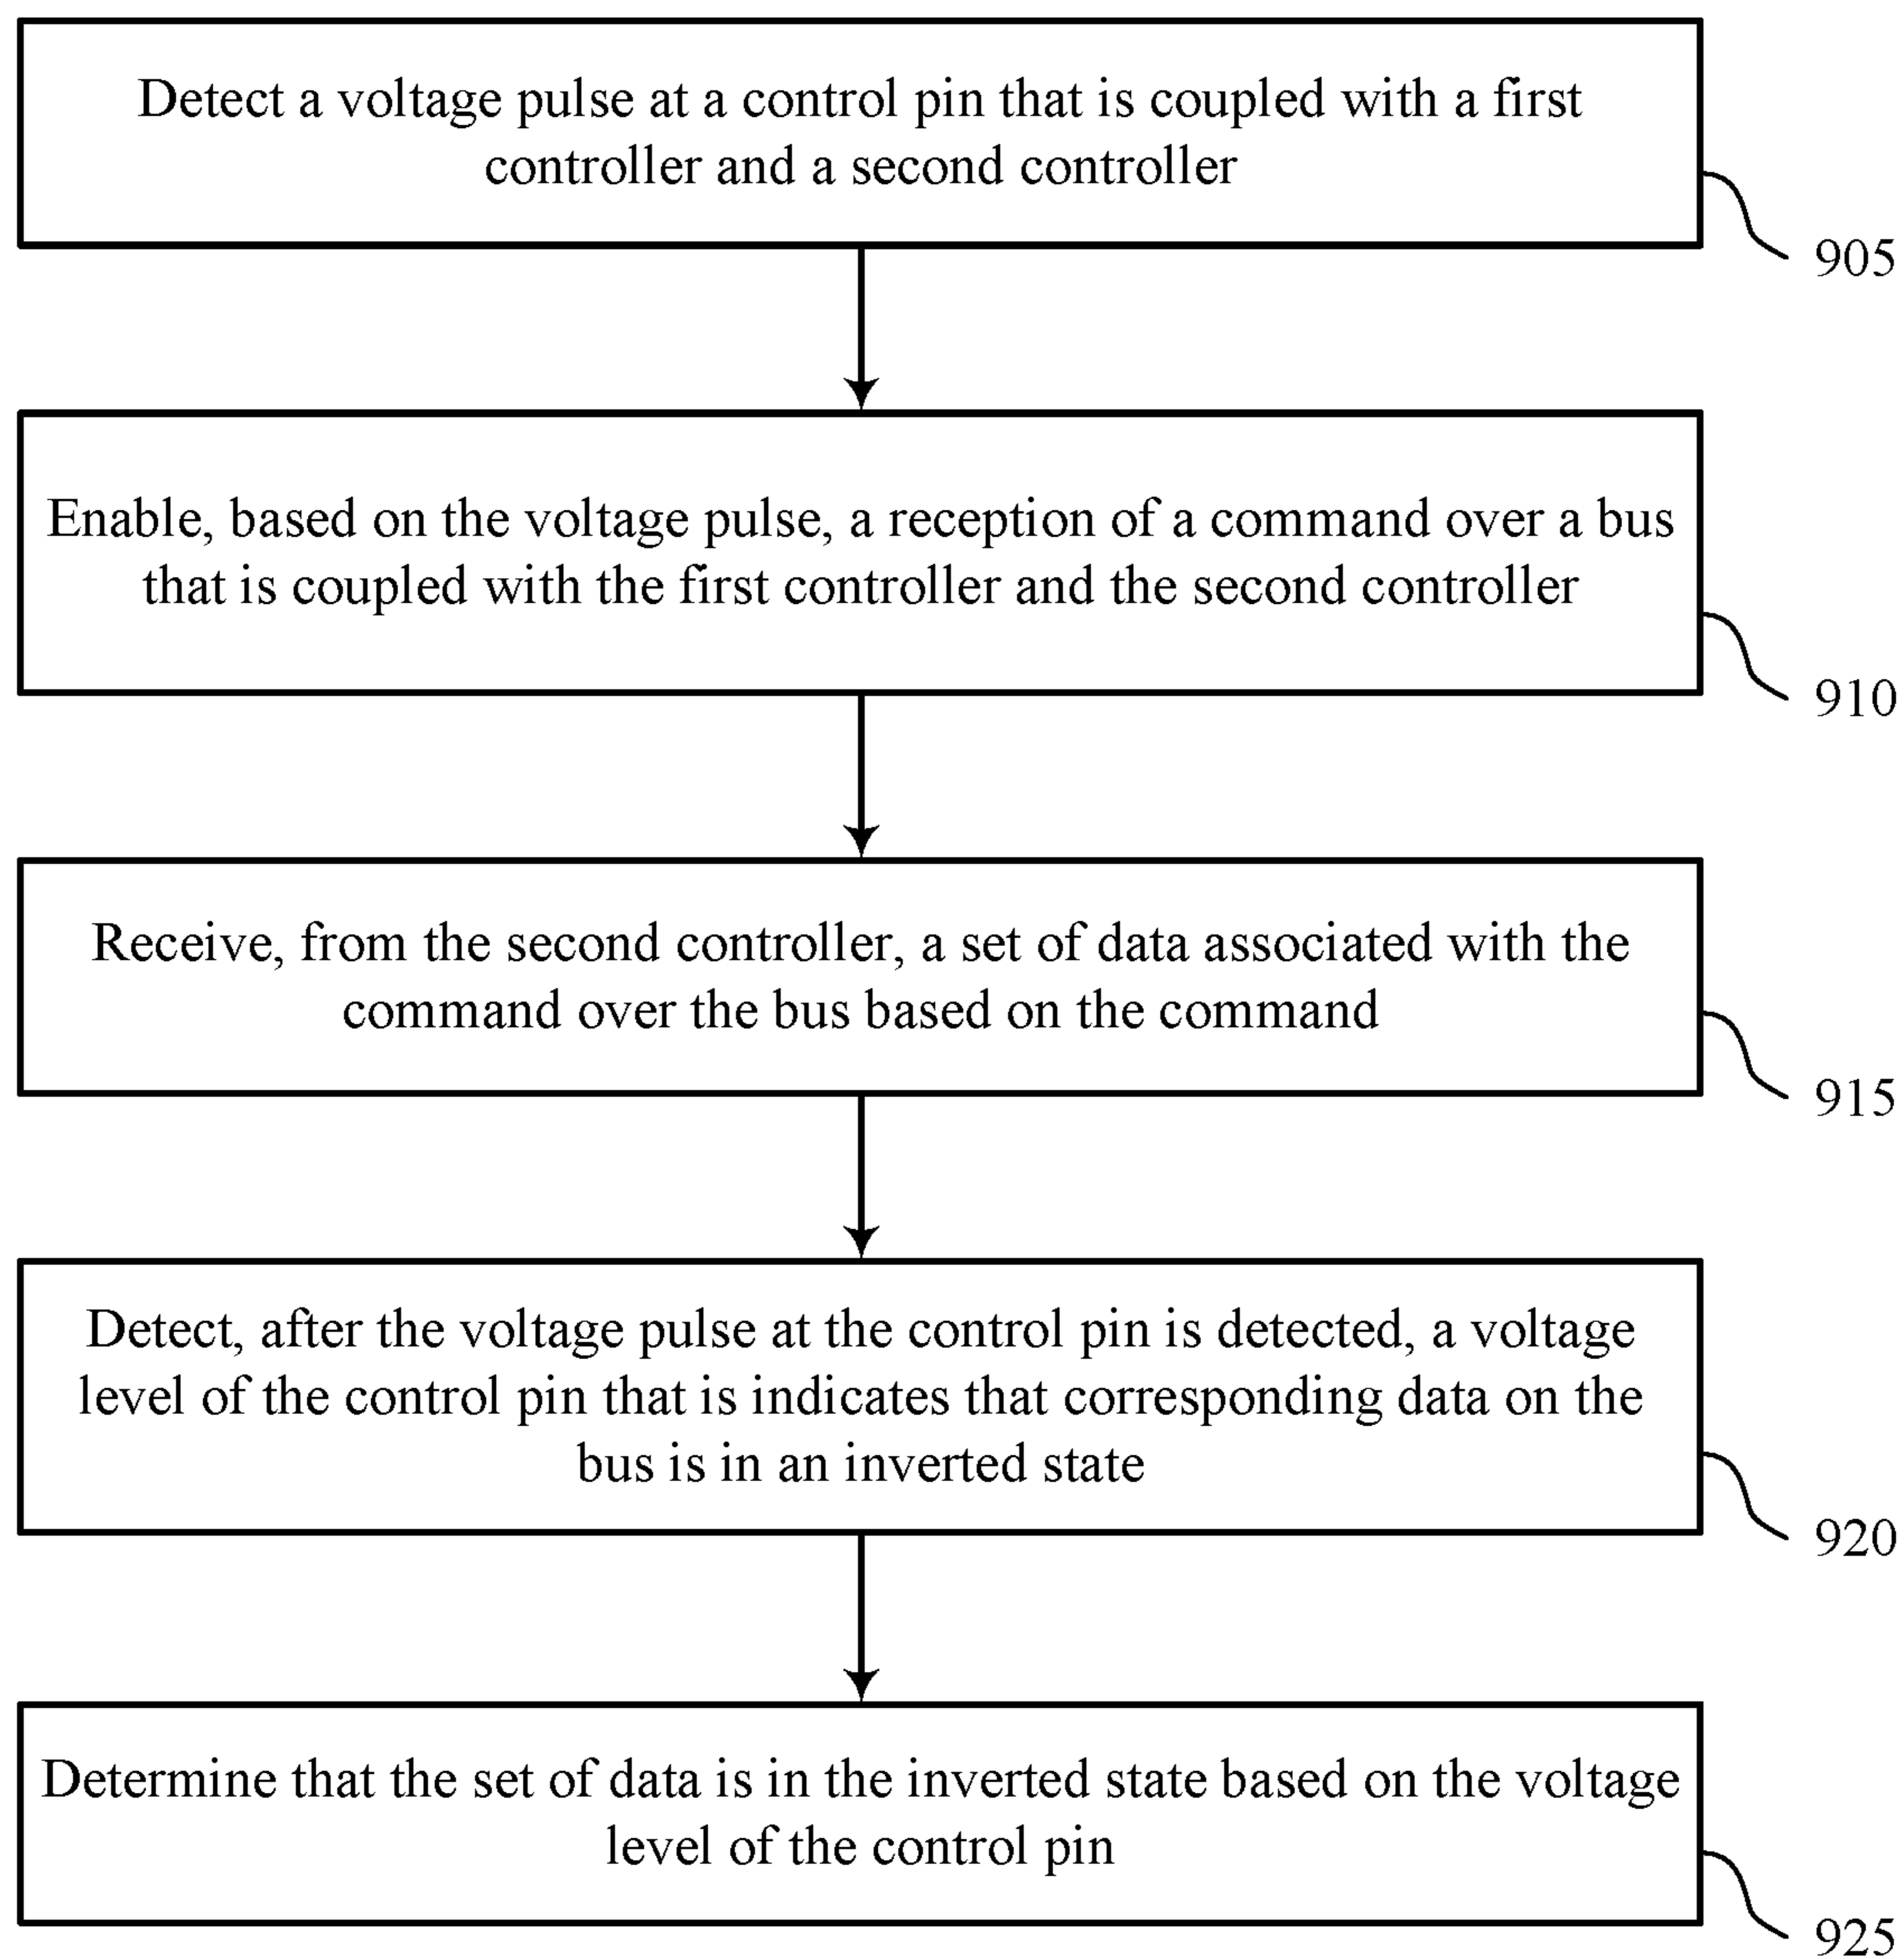 Detect a voltage pulse at a control pin that is coupled with a first
controller and a second controller
905
Enable, based on the voltage pulse, a reception of a command over a bus
that is coupled with the first controller and the second controller
910
Receive, from the second controller, a set of data associated with the
command over the bus based on the command
915
Detect, after the voltage pulse at the control pin is detected, a voltage
level of the control pin that is indicates that corresponding data on the
bus is in an inverted state
920
Determine that the set of data is in the inverted state based on the voltage
level of the control pin
925